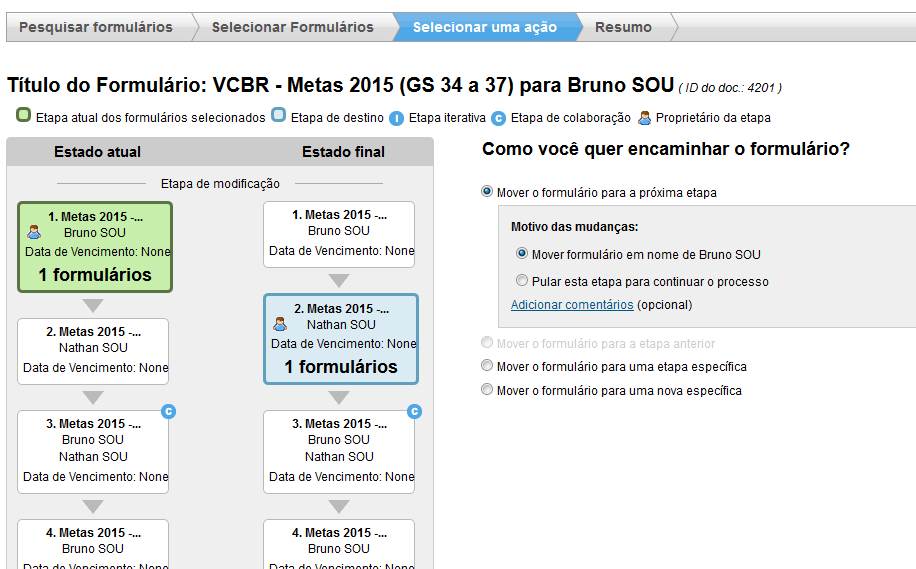 Pesquisar formulários Selecionar Formulários Selecionar uma ação Resumo
Título do Formulário: VCBR - Metas 2015 (GS 34 a 37) para Bruno SOU ( ID do doc.: 4201 )
Etapa atual dos formulários selecionados Etapa de destino I Etapa iterativa C Etapa de colaboração Proprietário da etapa
Estado atual Estado final
Etapa de modificação
1. Metas 2015 -...
Bruno SOU
Data de Vencimento: None
1 formulários
2. Metas 2015 -...
Nathan SOU
Data de Vencimento: None
C
3. Metas 2015 -...
Bruno SOU
Nathan SOU
Data de Vencimento: None
4. Metas 2015 -...
Bruno SOU
Data de Vencimento: None
1. Metas 2015 -...
Bruno SOU
Data de Vencimento: None
2. Metas 2015 -...
Nathan SOU
Data de Vencimento: None
1 formulários
C
3. Metas 2015 -...
Bruno SOU
Nathan SOU
Data de Vencimento: None
4. Metas 2015 -...
Bruno SOU
Data de Vencimento: None
Como você quer encaminhar o formulário?
Mover o formulário para a próxima etapa
Motivo das mudanças:
Mover formulário em nome de Bruno SOU
Pular esta etapa para continuar o processo
Adicionar comentários (opcional)
Mover o formulário para a etapa anterior
Mover o formulário para uma etapa específica
Mover o formulário para uma nova específica